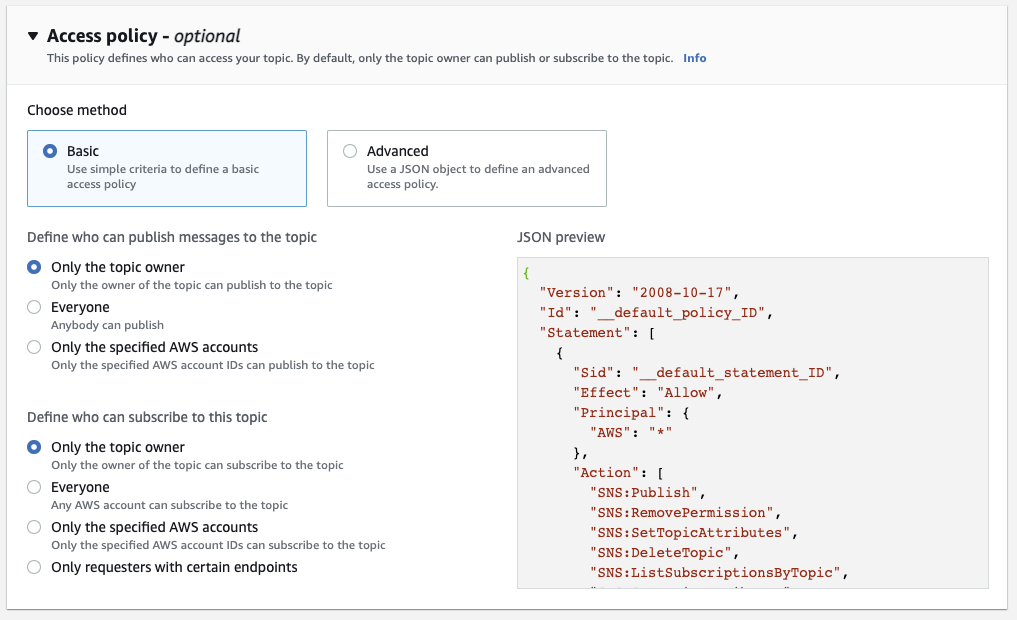 Access policy - optional
This policy defines who can access your topic. By default, only the topic owner can publish or subscribe to the topic. Info
Choose method
Basic
Use simple criteria to define a basic
access policy
Advanced
Use a JSON object to define an advanced
access policy.
Define who can publish messages to the topic
Only the topic owner
Only the owner of the topic can publish to the topic
Everyone
Anybody can publish
Only the specified AWS accounts
Only the specified AWS account IDs can publish to the topic
Define who can subscribe to this topic
Only the topic owner
Only the owner of the topic can subscribe to the topic
Everyone
Any AWS account can subscribe to the topic
Only the specified AWS accounts
Only the specified AWS account IDs can subscribe to the topic
Only requesters with certain endpoints
JSON preview
{
"Version": "2008-10-17",
"Id": "__default_policy_ID",
"Statement": [
{
"Sid": "__default_statement_ID",
"Effect": "Allow",
"Principal": {
"AWS": "*"
},
"Action": [
"SNS:Publish",
"SNS:RemovePermission",
"SNS:SetTopicAttributes",
"SNS:DeleteTopic",
"SNS:ListSubscriptionsByTopic",